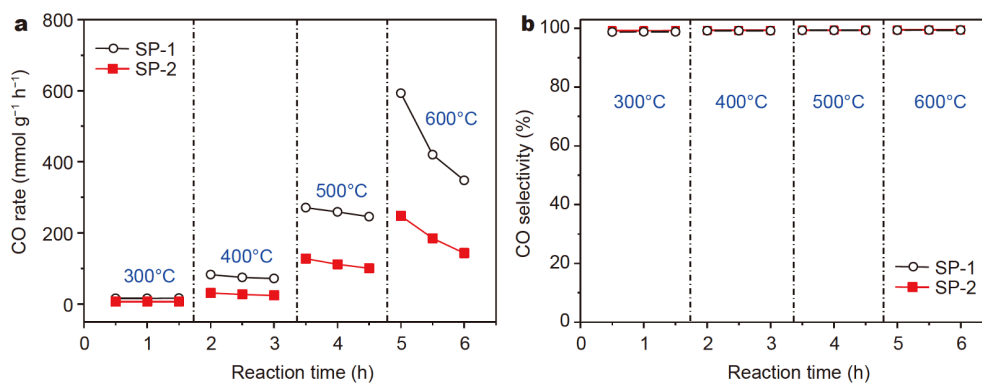 a
800
600
400
200
0
CO rate (mmol g⁻¹ h⁻¹)
SP-1
SP-2
300°C
400°C
500°C
600°C
0 1 2 3 4 5 6
Reaction time (h)
b
100
80
60
40
20
0
CO selectivity (%)
300°C 400°C 500°C 600°C
SP-1
SP-2
0 1 2 3 4 5 6
Reaction time (h)